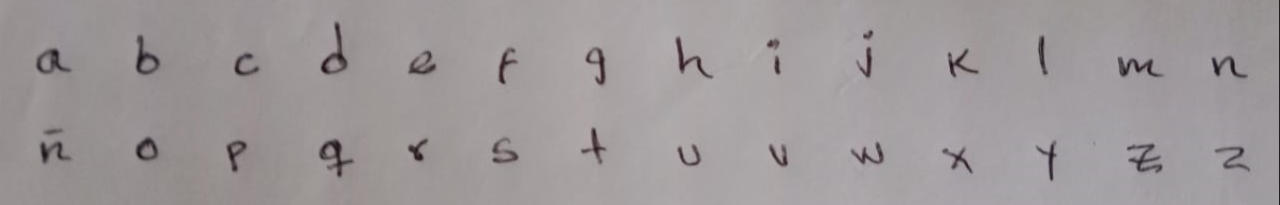 a b c d e f g h i j k l m n
ñ o p q r s t u v w x y z z